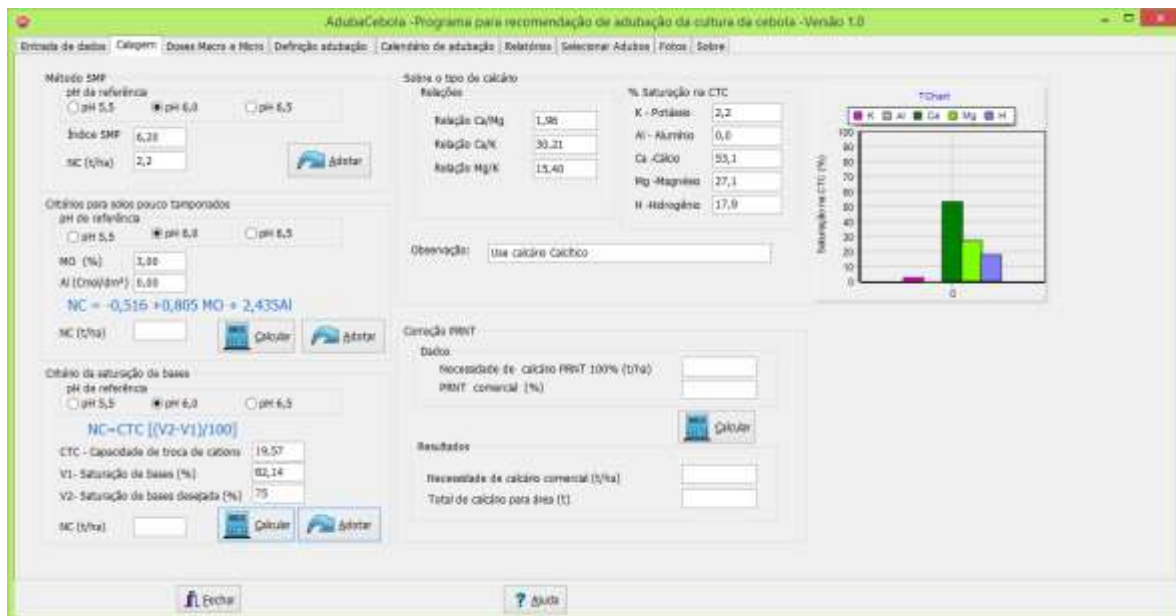 AdubaCebola -Programa para recomendação de adubação da cultura da cebola -Versão 1.0
Entrada de dados Calagem Doses Macro e Micro Definição adubação Calendário de adubação Relatórios Selecionar Adubos Fotos Sobre
Método SMP
pH de referência
pH 5,5 pH 6,0 pH 6,5
Índice SMP 6,20
NC (t/ha) 2,2
Adotar
Critérios para solos pouco tamponados
pH de referência
pH 5,5 pH 6,0 pH 6,5
MO (%) 3,00
Al (Cmol/dm³) 0,00
NC = -0,516 +0,805 MO + 2,435Al
NC (t/ha)
Calcular Adotar
Critério da saturação de bases
pH de referência
pH 5,5 pH 6,0 pH 6,5
NC=CTC [(V2-V1)/100]
CTC - Capacidade de troca de cations 19,57
V1- Saturação de bases (%) 82,14
V2- Saturação de bases desejada (%) 75
NC (t/ha)
Calcular Adotar
Sobre o tipo de calcário
Relações
Relação Ca/Mg 1,96
Relação Ca/K 30,21
Relação Mg/K 15,40
% Saturação na CTC
K - Potássio 2,2
Al - Alumínio 0,0
Ca -Cálcio 53,1
Mg -Magnésio 27,1
H -Hidrogênio 17,9
Observação: Use calcário Calcítico
Correção PRNT
Dados
Necessidade de calcário PRNT 100% (t/ha)
PRNT comercial (%)
Calcular
Resultados
Necessidade de calcário comercial (t/ha)
Total de calcário para área (t)
TChart
K Al Ca Mg H
Saturação na CTC (%)
100
90
80
70
60
50
40
30
20
10
0
0
Fechar
Ajuda